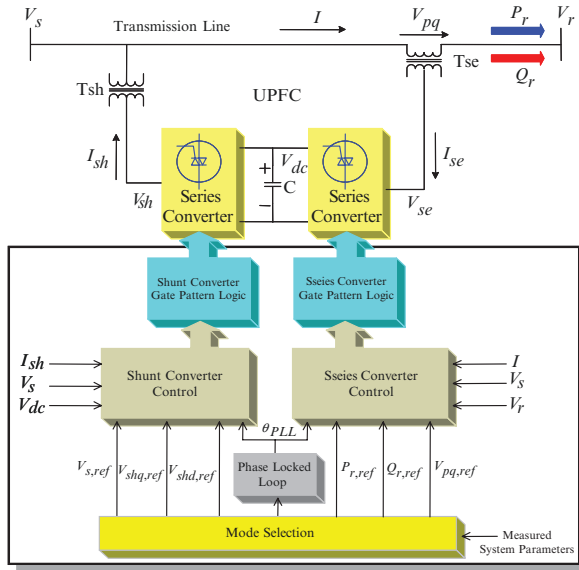 V_s
Transmission Line
I
V_pq
P_r
V_r
Tsh
Tse
Q_r
UPFC
I_sh
I_se
V_sh
Series
Converter
+
V_dc
C
−
Series
Converter
V_se
Shunt Converter
Gate Pattern Logic
Sseies Converter
Gate Pattern Logic
I_sh
V_s
V_dc
Shunt Converter
Control
Sseies Converter
Control
I
V_s
V_r
θ_PLL
V_s,ref
V_shq,ref
V_shd,ref
Phase Locked
Loop
P_r,ref
Q_r,ref
V_pq,ref
Mode Selection
Measured
System Parameters